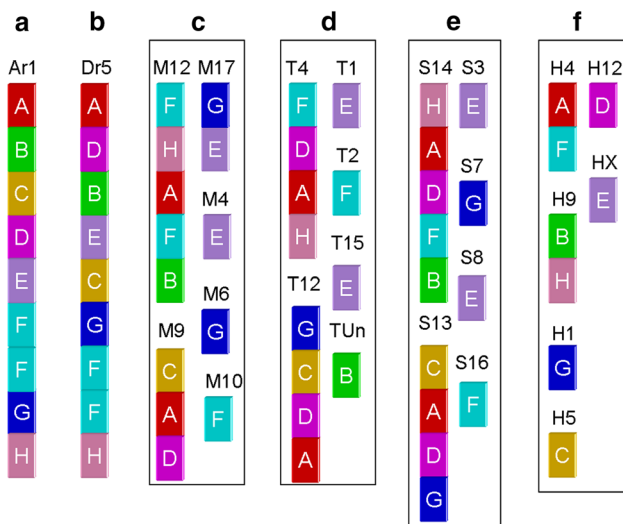 a b c d e f
Ar1 Dr5 M12 M17 T4 T1 S14 S3 H4 H12
A A F G F E H E A D
B D H E D A F
C B A M4 A T2 D S7 HX
D E F E H F F G H9 E
E C B B B
F G M6 T15 S8 H
F F M9 G T12 E E
G F C G S13 H1
H H A M10 C TUn C S16 G
D F D B A F
A D H5
G C